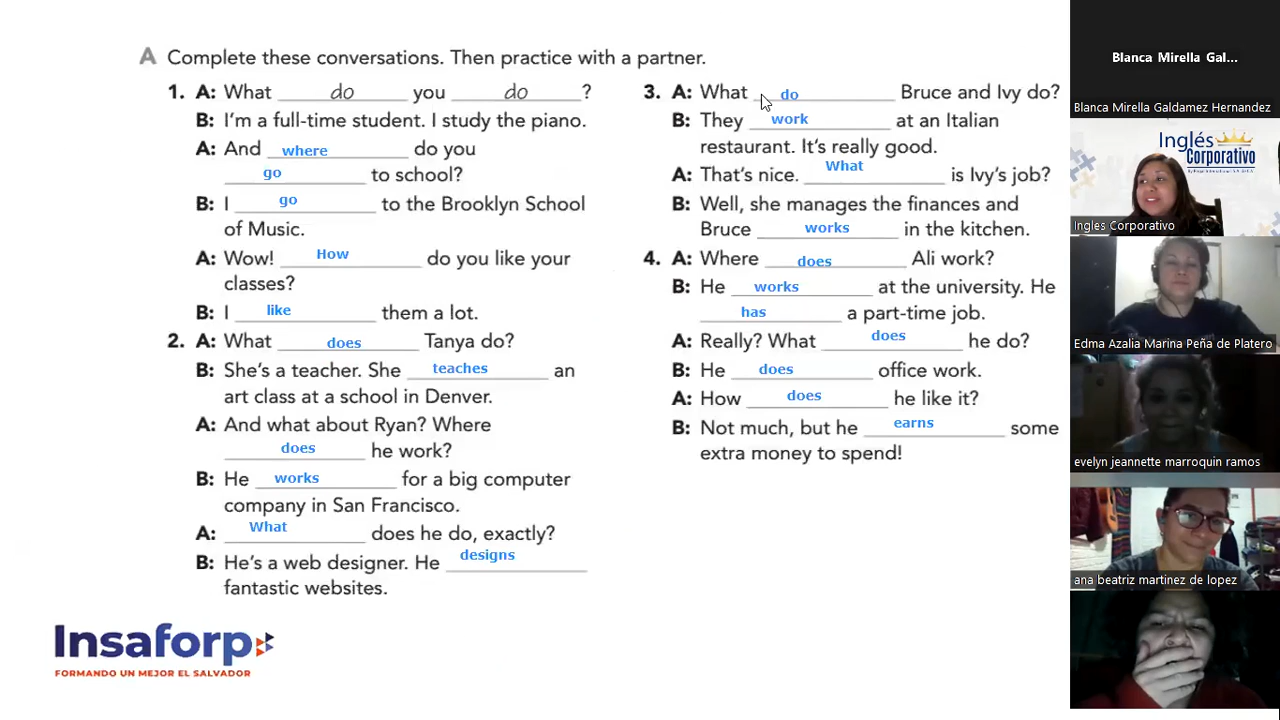 A Complete these conversations. Then practice with a partner.
1. A: What do you do ?
B: I'm a full-time student. I study the piano.
A: And where do you
go to school?
B: I go to the Brooklyn School
of Music.
A: Wow! How do you like your
classes?
B: I like them a lot.
2. A: What does Tanya do?
B: She's a teacher. She teaches an
art class at a school in Denver.
A: And what about Ryan? Where
does he work?
B: He works for a big computer
company in San Francisco.
A: What does he do, exactly?
B: He's a web designer. He designs
fantastic websites.
3. A: What do Bruce and Ivy do?
B: They work at an Italian
restaurant. It's really good.
A: That's nice. What is Ivy's job?
B: Well, she manages the finances and
Bruce works in the kitchen.
4. A: Where does Ali work?
B: He works at the university. He
has a part-time job.
A: Really? What does he do?
B: He does office work.
A: How does he like it?
B: Not much, but he earns some
extra money to spend!
Insaforp
FORMANDO UN MEJOR EL SALVADOR
Blanca Mirella Gal...
Blanca Mirella Galdamez Hernandez
Inglés
Corporativo
Ingles Corporativo
Edma Azalia Marina Peña de Platero
evelyn jeannette marroquin ramos
ana beatriz martinez de lopez